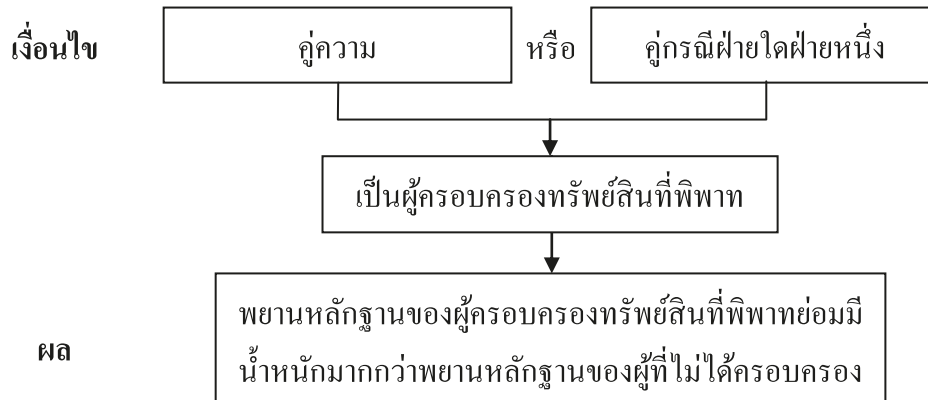 เงื่อนไข
คู่ความ
หรือ
คู่กรณีฝ่ายใดฝ่ายหนึ่ง
เป็นผู้ครอบครองทรัพย์สินที่พิพาท
ผล
พยานหลักฐานของผู้ครอบครองทรัพย์สินที่พิพาทย่อมมี
น้ำหนักมากกว่าพยานหลักฐานของผู้ที่ไม่ได้ครอบครอง